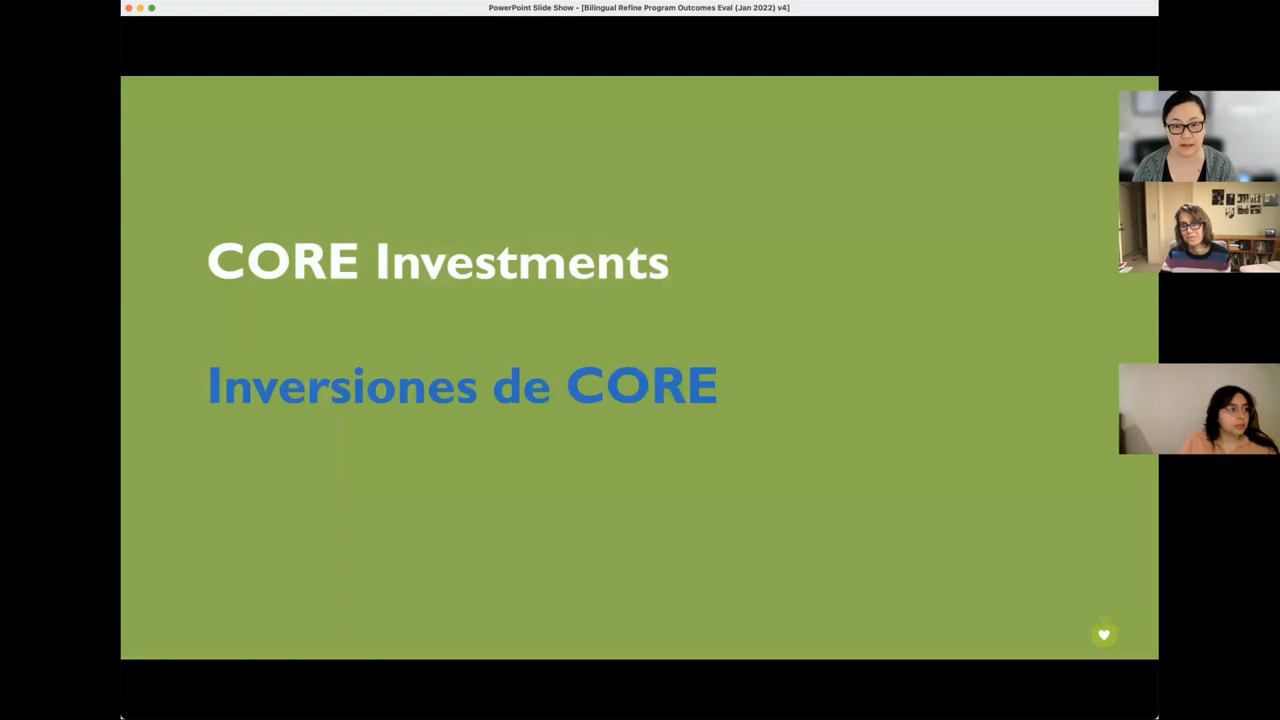 PowerPoint Slide Show - [Bilingual Refine Program Outcomes Eval (Jan 2022) v4]
CORE Investments
Inversiones de CORE